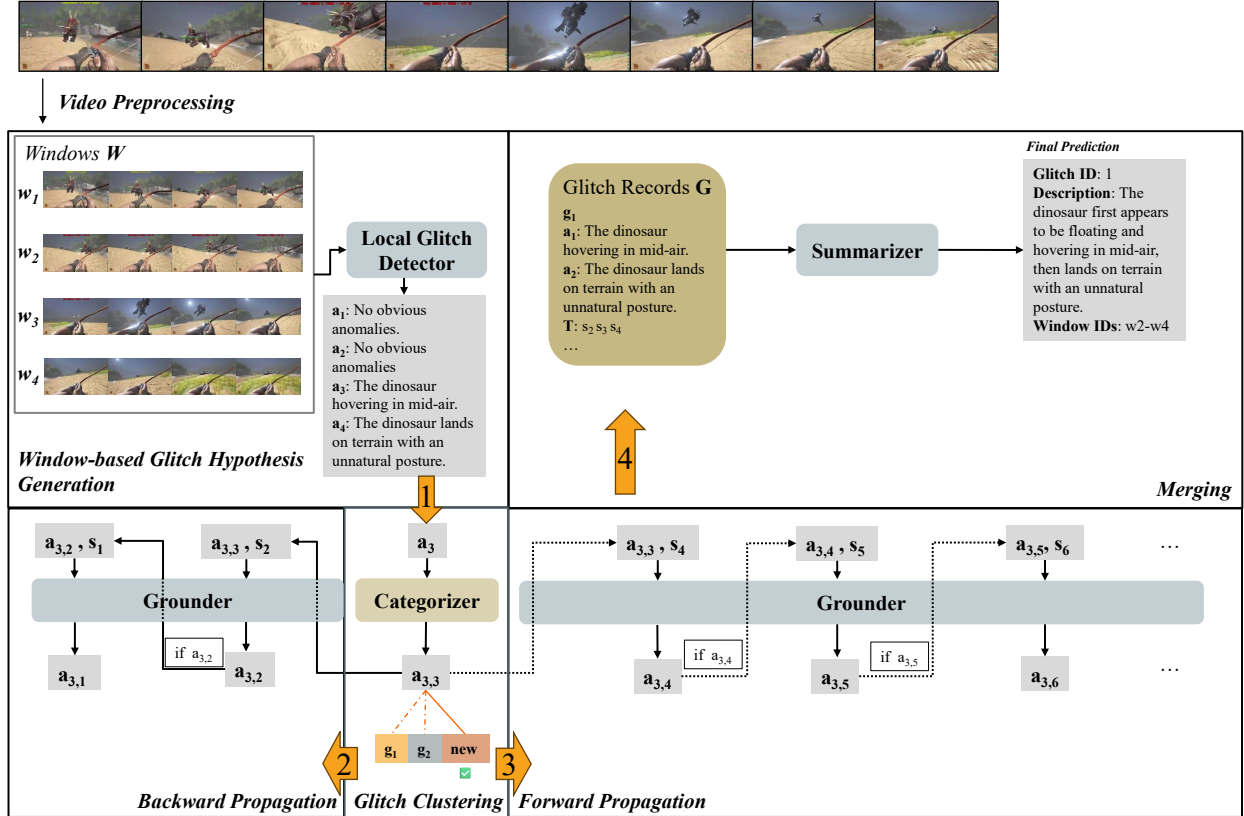 Video Preprocessing
Windows W
w1
w2
w3
w4
Local Glitch
Detector
a1: No obvious
anomalies.
a2: No obvious
anomalies
a3: The dinosaur
hovering in mid-air.
a4: The dinosaur lands
on terrain with an
unnatural posture.
Window-based Glitch Hypothesis
Generation
1
Glitch Records G
g1
a1: The dinosaur
hovering in mid-air.
a2: The dinosaur lands
on terrain with an
unnatural posture.
T: s2 s3 s4
…
Summarizer
Final Prediction
Glitch ID: 1
Description: The
dinosaur first appears
to be floating and
hovering in mid-air,
then lands on terrain
with an unnatural
posture.
Window IDs: w2-w4
4
Merging
a3,2 , s1
a3,3 , s2
Grounder
if a3,2
a3,1
a3,2
2
Backward Propagation
a3
Categorizer
a3,3
g1
g2
new
Glitch Clustering
3
a3,3 , s4
a3,4 , s5
a3,5, s6
…
Grounder
if a3,4
if a3,5
a3,4
a3,5
a3,6
…
Forward Propagation